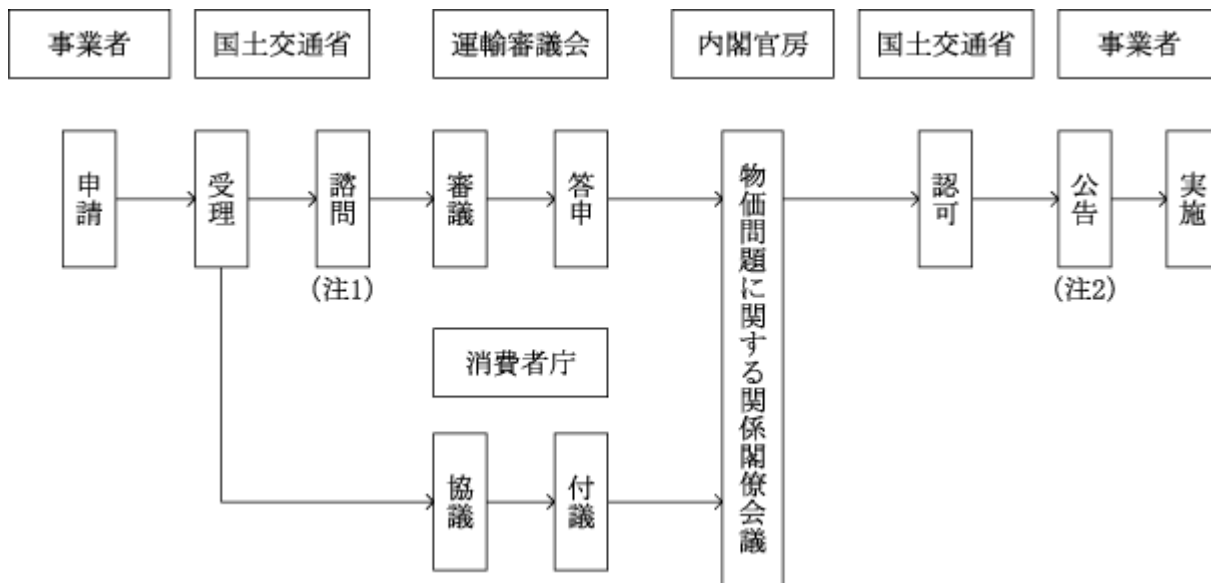 事業者
国土交通省
運輸審議会
内閣官房
国土交通省
事業者
申請
受理
諮問
(注1)
審議
答申
物価問題に関する関係閣僚会議
認可
公告
(注2)
実施
消費者庁
協議
付議